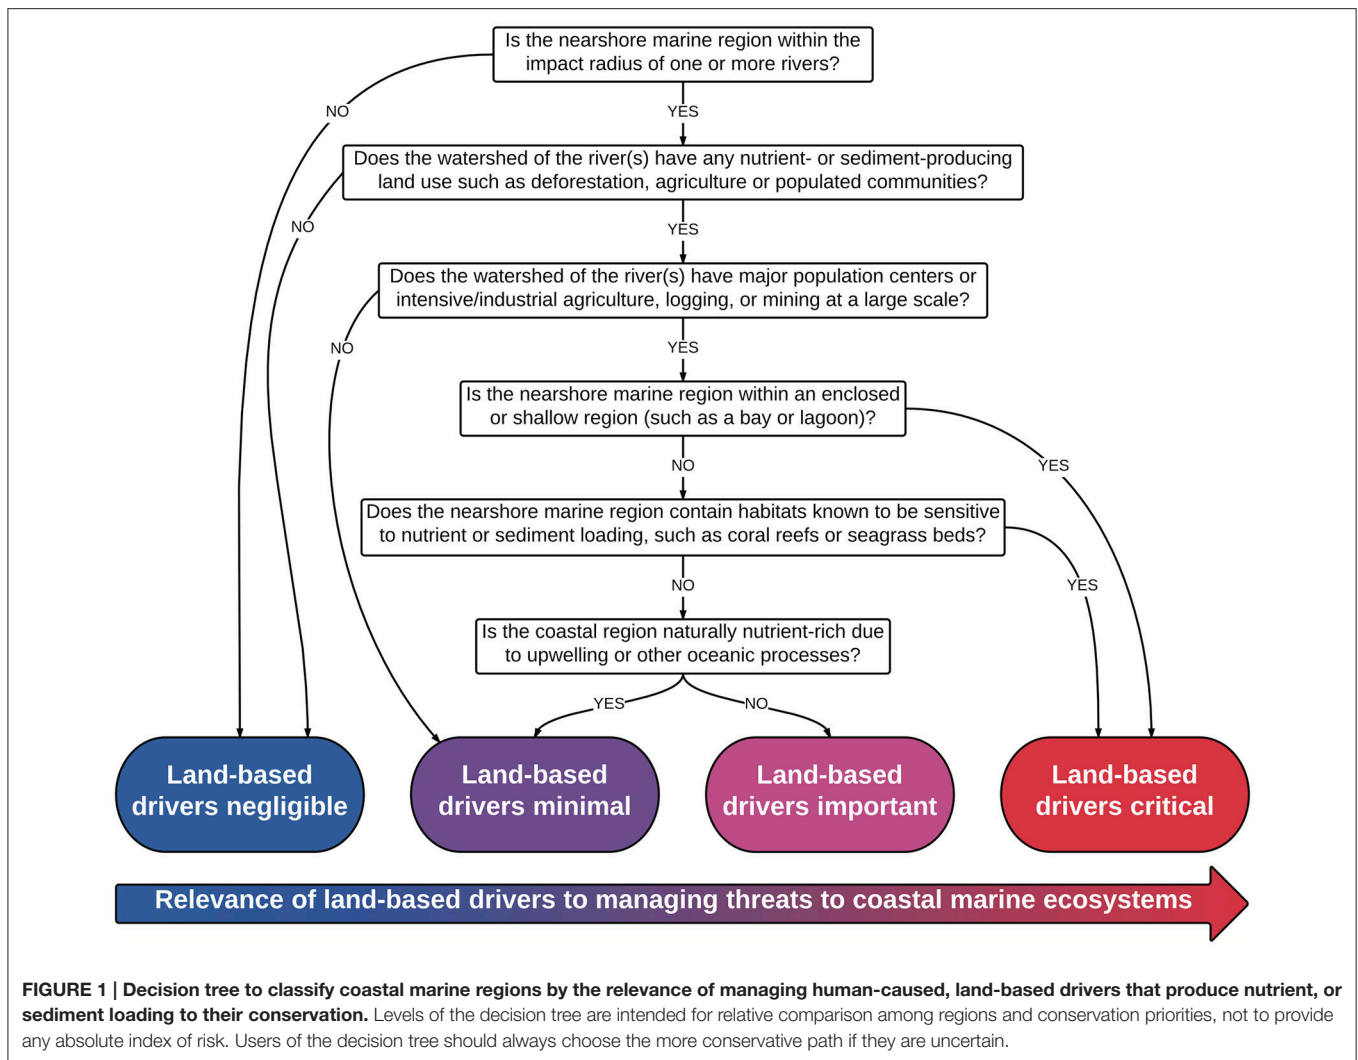 Is the nearshore marine region within the
impact radius of one or more rivers?
NO
YES
Does the watershed of the river(s) have any nutrient- or sediment-producing
land use such as deforestation, agriculture or populated communities?
NO
YES
Does the watershed of the river(s) have major population centers or
intensive/industrial agriculture, logging, or mining at a large scale?
NO
YES
Is the nearshore marine region within an enclosed
or shallow region (such as a bay or lagoon)?
NO
YES
Does the nearshore marine region contain habitats known to be sensitive
to nutrient or sediment loading, such as coral reefs or seagrass beds?
NO
YES
Is the coastal region naturally nutrient-rich due
to upwelling or other oceanic processes?
YES
NO
Land-based
drivers negligible
Land-based
drivers minimal
Land-based
drivers important
Land-based
drivers critical
Relevance of land-based drivers to managing threats to coastal marine ecosystems
FIGURE 1 | Decision tree to classify coastal marine regions by the relevance of managing human-caused, land-based drivers that produce nutrient, or
sediment loading to their conservation. Levels of the decision tree are intended for relative comparison among regions and conservation priorities, not to provide
any absolute index of risk. Users of the decision tree should always choose the more conservative path if they are uncertain.